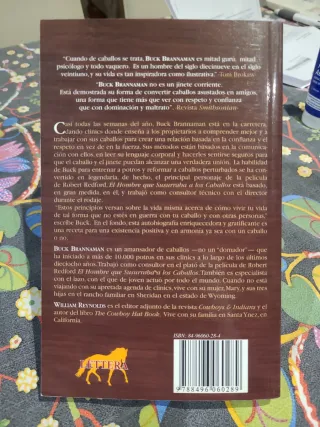 "Cuando de caballos se trata, BUCK BRANNAMAN es mitad gurú, mitad
psicólogo y todo vaquero. Es un hombre del siglo diecinueve en el siglo
veintiuno, y su vida es tan inspiradora como ilustrativa." Tom Brokaw
"BUCK BRANNAMAN no es un jinete corriente.
Está demostrada su forma de convertir caballos asustados en
amigos, una forma que tiene más que ver con respeto y confianza
que con dominación y maltrato". Revista Smithsonian
Casi todas las semanas del año, Buck Brannaman está en la carretera,
dando clínics donde enseña a los propietarios a comprender mejor y a
trabajar con sus caballos para crear una relación basada en la confianza y el
respeto en vez de en la fuerza. Sus métodos están basados en la comunica-
ción con ellos, en leer su lenguaje corporal y hacerles sentirse seguros para
que el caballo y el jinete puedan alcanzar una verdadera unión. La habilidad
de Buck para entrenar a potros y reformar a caballos perturbados se ha con-
vertido en legendaria, de hecho, el principal personaje de la película
de Robert Redford, El Hombre que Susurraba a los Caballos está basado,
en gran medida, en él, y trabajó como consultor técnico con el director
durante el rodaje.
"Estos principios versan sobre la vida misma acerca de cómo vivir tu vida
de tal forma que no estés en guerra con tu caballo y con otras personas",
escribe Buck. En el fondo, esta autobiografía enriquecedora y gratificante es
una receta para una existencia positiva y en armonía ya sea con un caballo
o no.
BUCK BRANNAMAN es un amaestrador de caballos —no un "domador"— que
ha iniciado a más de 10.000 potros en sus clínics a lo largo de los últimos
dieciocho años. Trabajó como consultor en el plató de la película de Robert
Redford El Hombre que Susurraba a los Caballos. También es especialista
con el lazo, con el que de joven actuó por todo el mundo. Cuando no está
viajando con su apretada agenda de clínics, vive con su mujer, Mary, y sus tres
hijas en el rancho familiar en Sheridan en el estado de Wyoming.
WILLIAM REYNOLDS es el editor adjunto de la revista Cowboys & Indians y el
autor del libro The Cowboy Hat Book. Vive con su familia en Santa Ynez, en
California.
ISBN: 84-96060-28-4
9 788496 060289